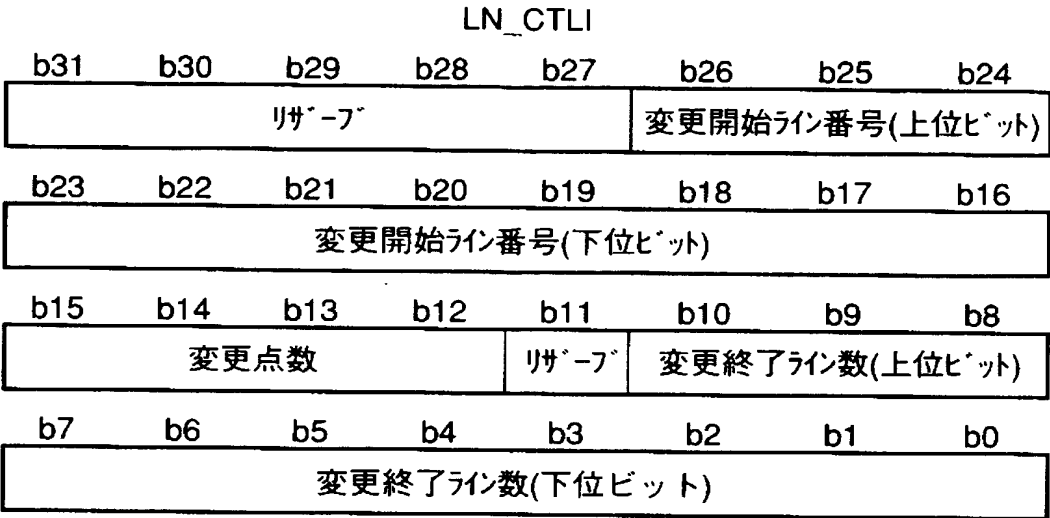 LN_CTLI
b31 b30 b29 b28 b27 b26 b25 b24
リザーブ 変更開始ライン番号(上位ビット)
b23 b22 b21 b20 b19 b18 b17 b16
変更開始ライン番号(下位ビット)
b15 b14 b13 b12 b11 b10 b9 b8
変更点数 リザーブ 変更終了ライン数(上位ビット)
b7 b6 b5 b4 b3 b2 b1 b0
変更終了ライン数(下位ビット)